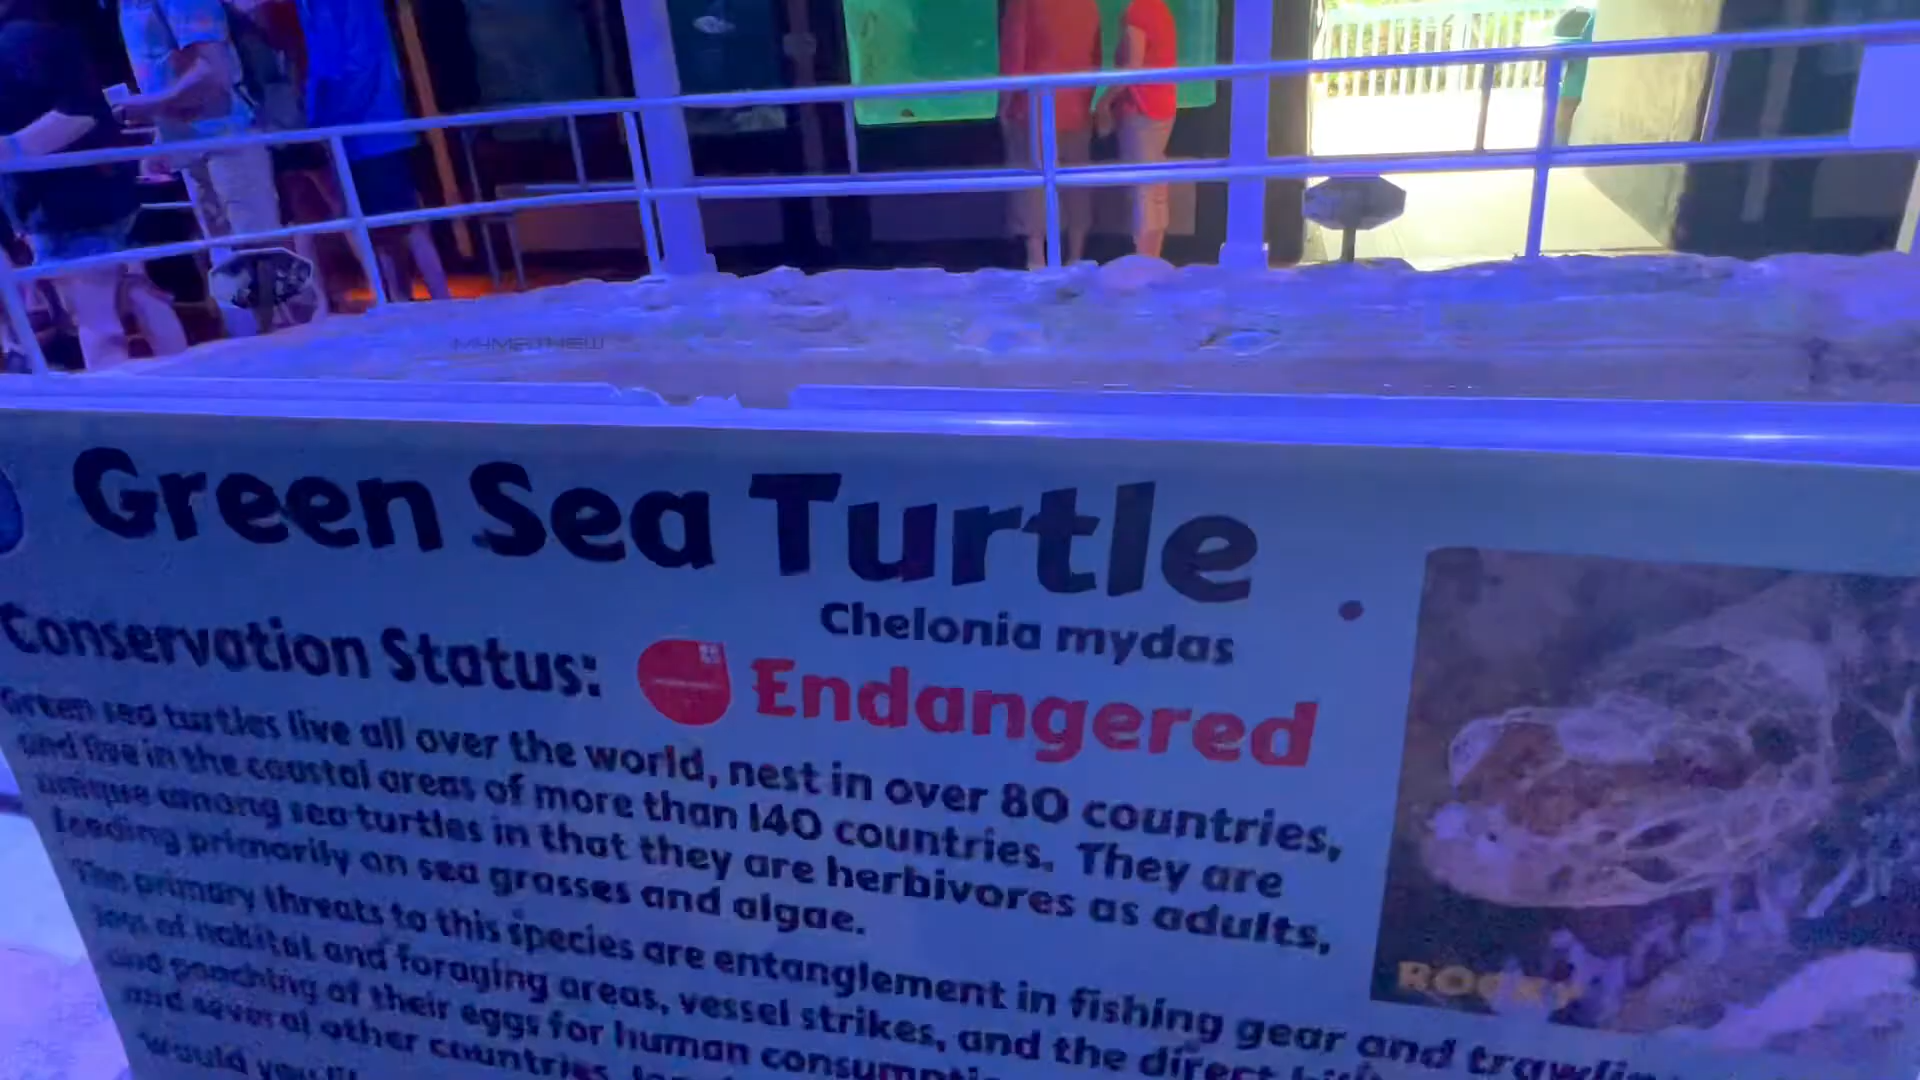 Green Sea Turtle
Chelonia mydas
Conservation Status: Endangered
Green sea turtles live all over the world, nest in over 80 countries,
and live in the coastal areas of more than 140 countries. They are
unique among sea turtles in that they are herbivores as adults,
feeding primarily on sea grasses and algae.
The primary threats to this species are entanglement in fishing gear and
loss of habitat and foraging areas, vessel strikes, and the direct
and poaching of their eggs for human
and several other countries
Would
ROCKY